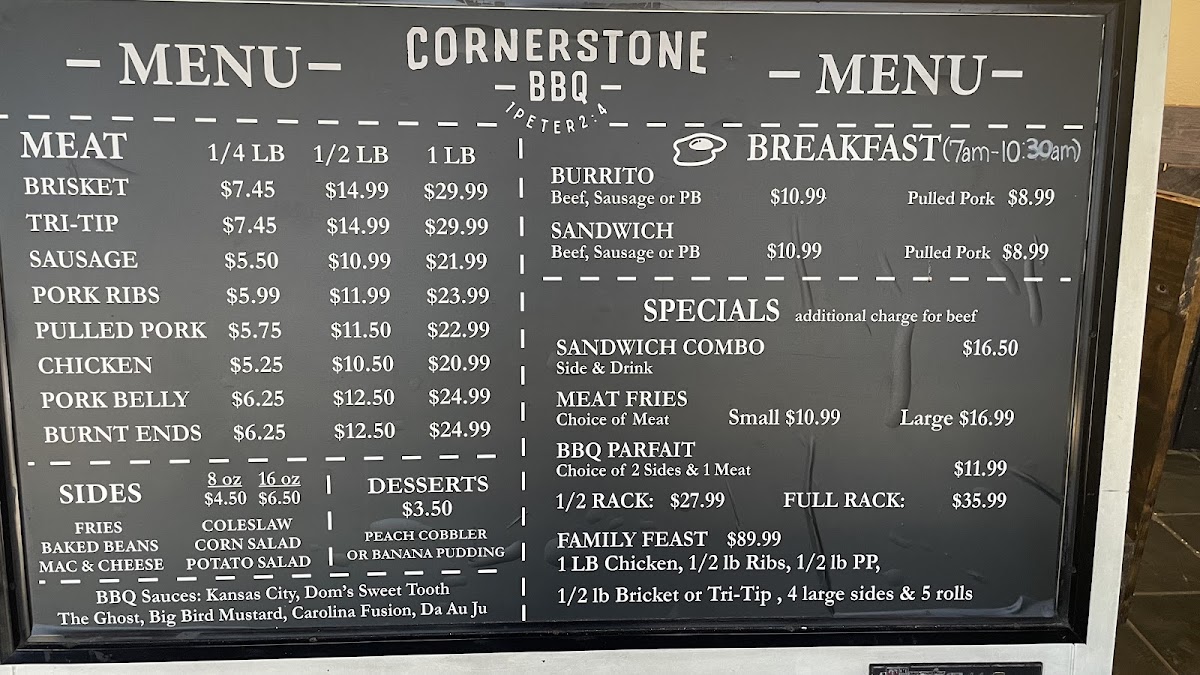 – MENU –
CORNERSTONE
– BBQ –
1 PETER 2:4
– MENU –
MEAT 1/4 LB 1/2 LB 1 LB
BRISKET $7.45 $14.99 $29.99
TRI-TIP $7.45 $14.99 $29.99
SAUSAGE $5.50 $10.99 $21.99
PORK RIBS $5.99 $11.99 $23.99
PULLED PORK $5.75 $11.50 $22.99
CHICKEN $5.25 $10.50 $20.99
PORK BELLY $6.25 $12.50 $24.99
BURNT ENDS $6.25 $12.50 $24.99
SIDES 8 oz 16 oz
$4.50 $6.50
FRIES COLESLAW
BAKED BEANS CORN SALAD
MAC & CHEESE POTATO SALAD
DESSERTS
$3.50
PEACH COBBLER
OR BANANA PUDDING
BBQ Sauces: Kansas City, Dom's Sweet Tooth
The Ghost, Big Bird Mustard, Carolina Fusion, Da Au Ju
BREAKFAST (7am-10:30am)
BURRITO
Beef, Sausage or PB $10.99 Pulled Pork $8.99
SANDWICH
Beef, Sausage or PB $10.99 Pulled Pork $8.99
SPECIALS additional charge for beef
SANDWICH COMBO $16.50
Side & Drink
MEAT FRIES
Choice of Meat Small $10.99 Large $16.99
BBQ PARFAIT
Choice of 2 Sides & 1 Meat $11.99
1/2 RACK: $27.99 FULL RACK: $35.99
FAMILY FEAST $89.99
1 LB Chicken, 1/2 lb Ribs, 1/2 lb PP,
1/2 lb Bricket or Tri-Tip , 4 large sides & 5 rolls